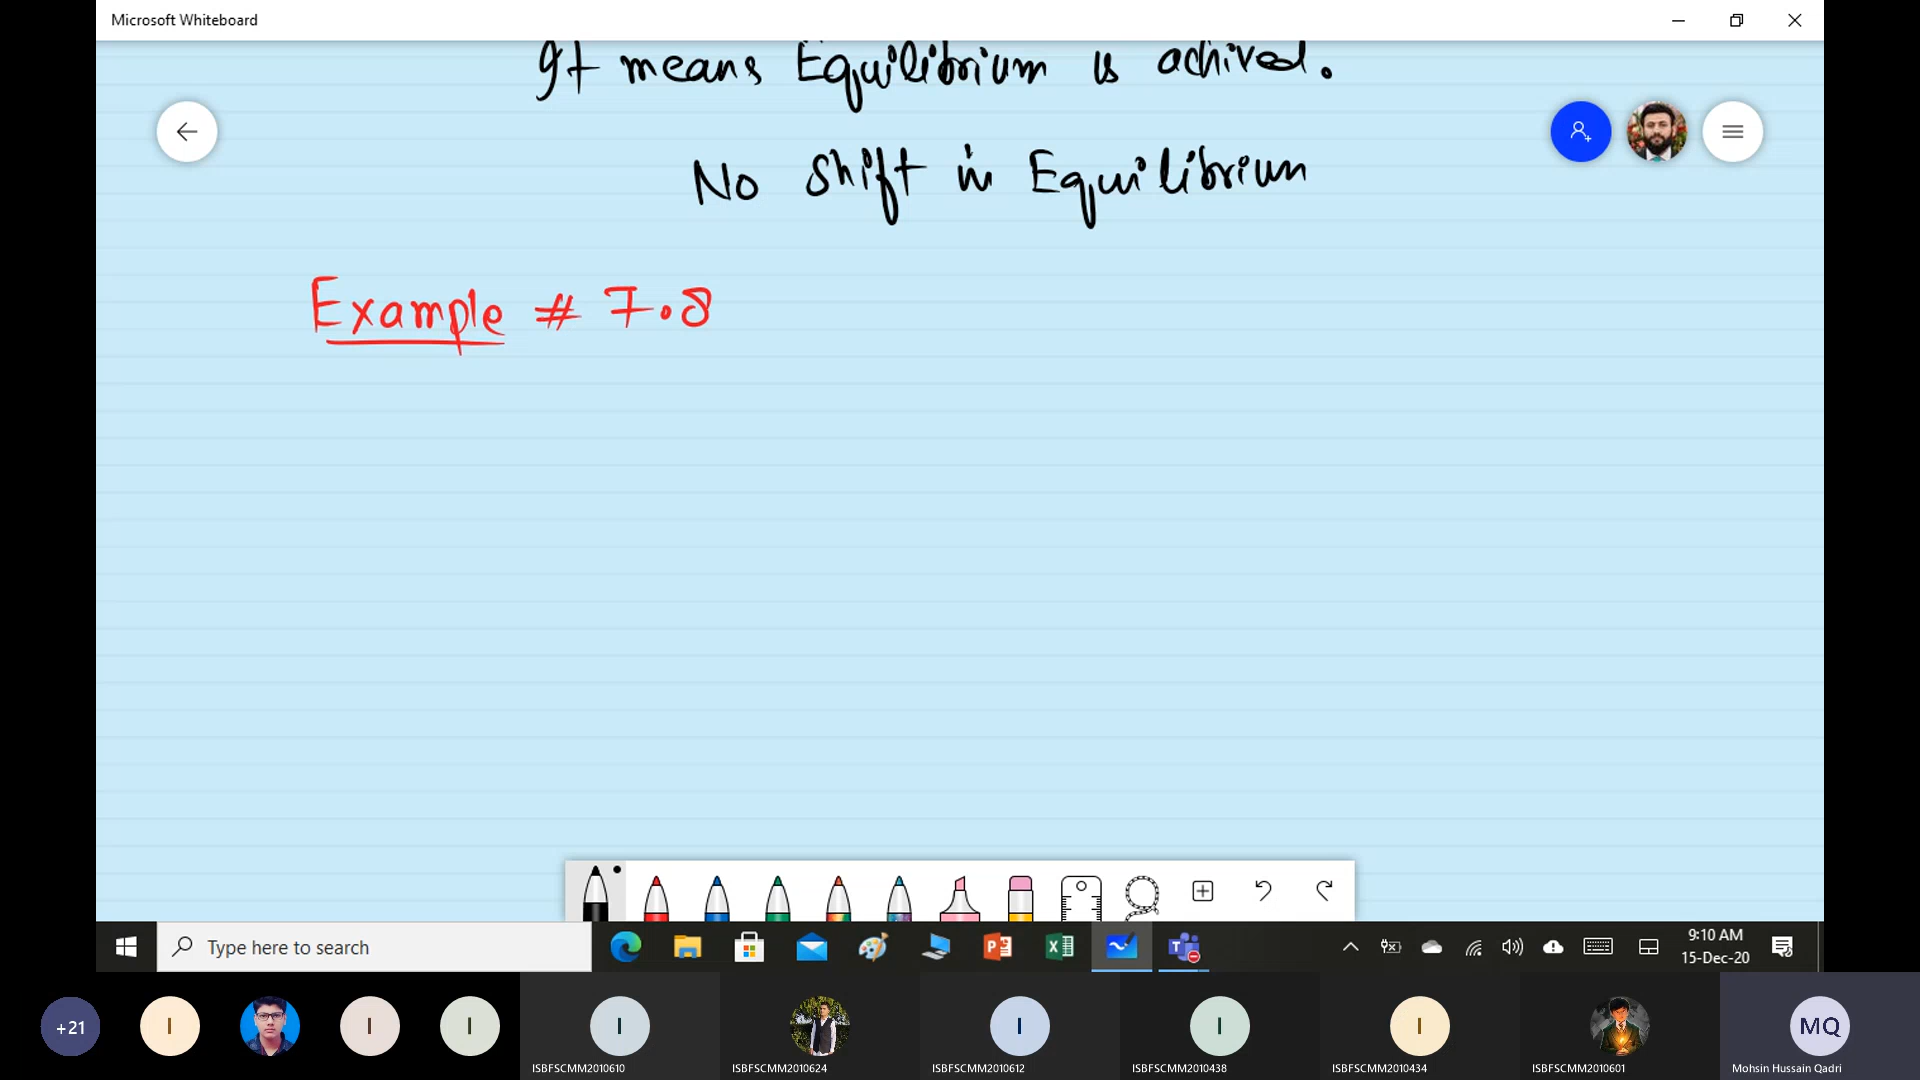 Microsoft Whiteboard
It means Equilibrium is achived.
No shift in Equilibrium
Example # 7.8
Type here to search
9:10 AM
15-Dec-20
+21
I
I
I
I
I
I
I
MQ
ISBFSCMM2010610
ISBFSCMM2010624
ISBFSCMM2010612
ISBFSCMM2010438
ISBFSCMM2010434
ISBFSCMM2010601
Mohsin Hussain Qadri